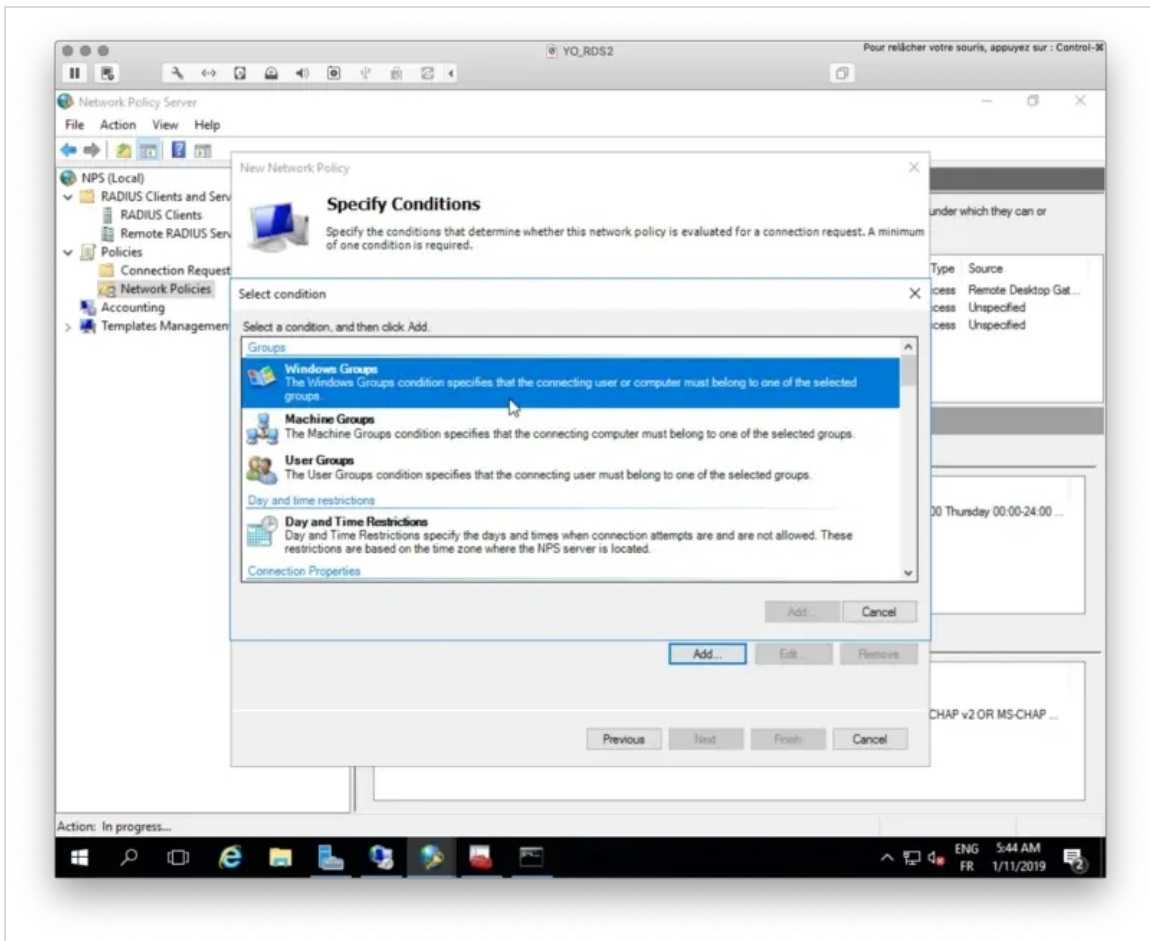 YO_RDS2
Pour relâcher votre souris, appuyez sur : Control-⌘
Network Policy Server
File Action View Help
NPS (Local)
RADIUS Clients and Serv
RADIUS Clients
Remote RADIUS Serv
Policies
Connection Request
Network Policies
Accounting
Templates Managemen
New Network Policy
Specify Conditions
Specify the conditions that determine whether this network policy is evaluated for a connection request. A minimum
of one condition is required.
Select condition
Select a condition, and then click Add.
Groups
Windows Groups
The Windows Groups condition specifies that the connecting user or computer must belong to one of the selected
groups.
Machine Groups
The Machine Groups condition specifies that the connecting computer must belong to one of the selected groups.
User Groups
The User Groups condition specifies that the connecting user must belong to one of the selected groups.
Day and time restrictions
Day and Time Restrictions
Day and Time Restrictions specify the days and times when connection attempts are and are not allowed. These
restrictions are based on the time zone where the NPS server is located.
Connection Properties
Add... Cancel
Add... Edit... Remove
Previous Next Finish Cancel
under which they can or
Type Source
cess Remote Desktop Gat...
cess Unspecified
cess Unspecified
00 Thursday 00:00-24:00 ...
CHAP v2 OR MS-CHAP ...
Action: In progress...
ENG 5:44 AM
FR 1/11/2019
2